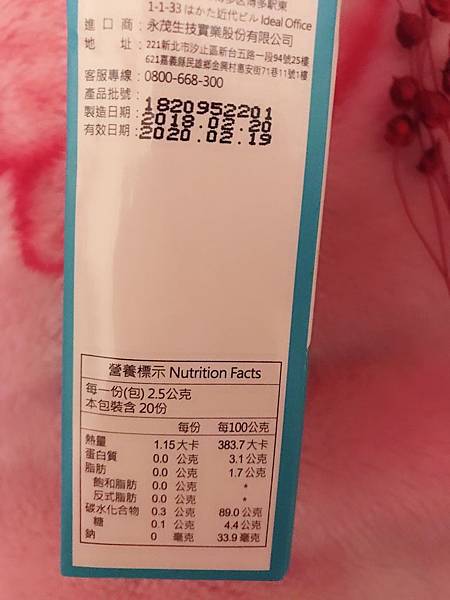 1-1-33 はかた近代ビル Ideal Office
進口商：永茂生技實業股份有限公司
地址：221新北市汐止區新台五路一段94號25樓
621嘉義縣民雄鄉金興村惠安街71巷11號1樓
客服專線：0800-668-300
產品批號：1820952201
製造日期：2018.02.20
有效日期：2020.02.19
營養標示 Nutrition Facts
每一份(包) 2.5公克
本包裝含 20份
每份 每100公克
熱量 1.15 大卡 383.7大卡
蛋白質 0.0 公克 3.1公克
脂肪 0.0 公克 1.7公克
飽和脂肪 0.0 公克 *
反式脂肪 0.0 公克 *
碳水化合物 0.3 公克 89.0公克
糖 0.1 公克 4.4公克
鈉 0 毫克 33.9毫克